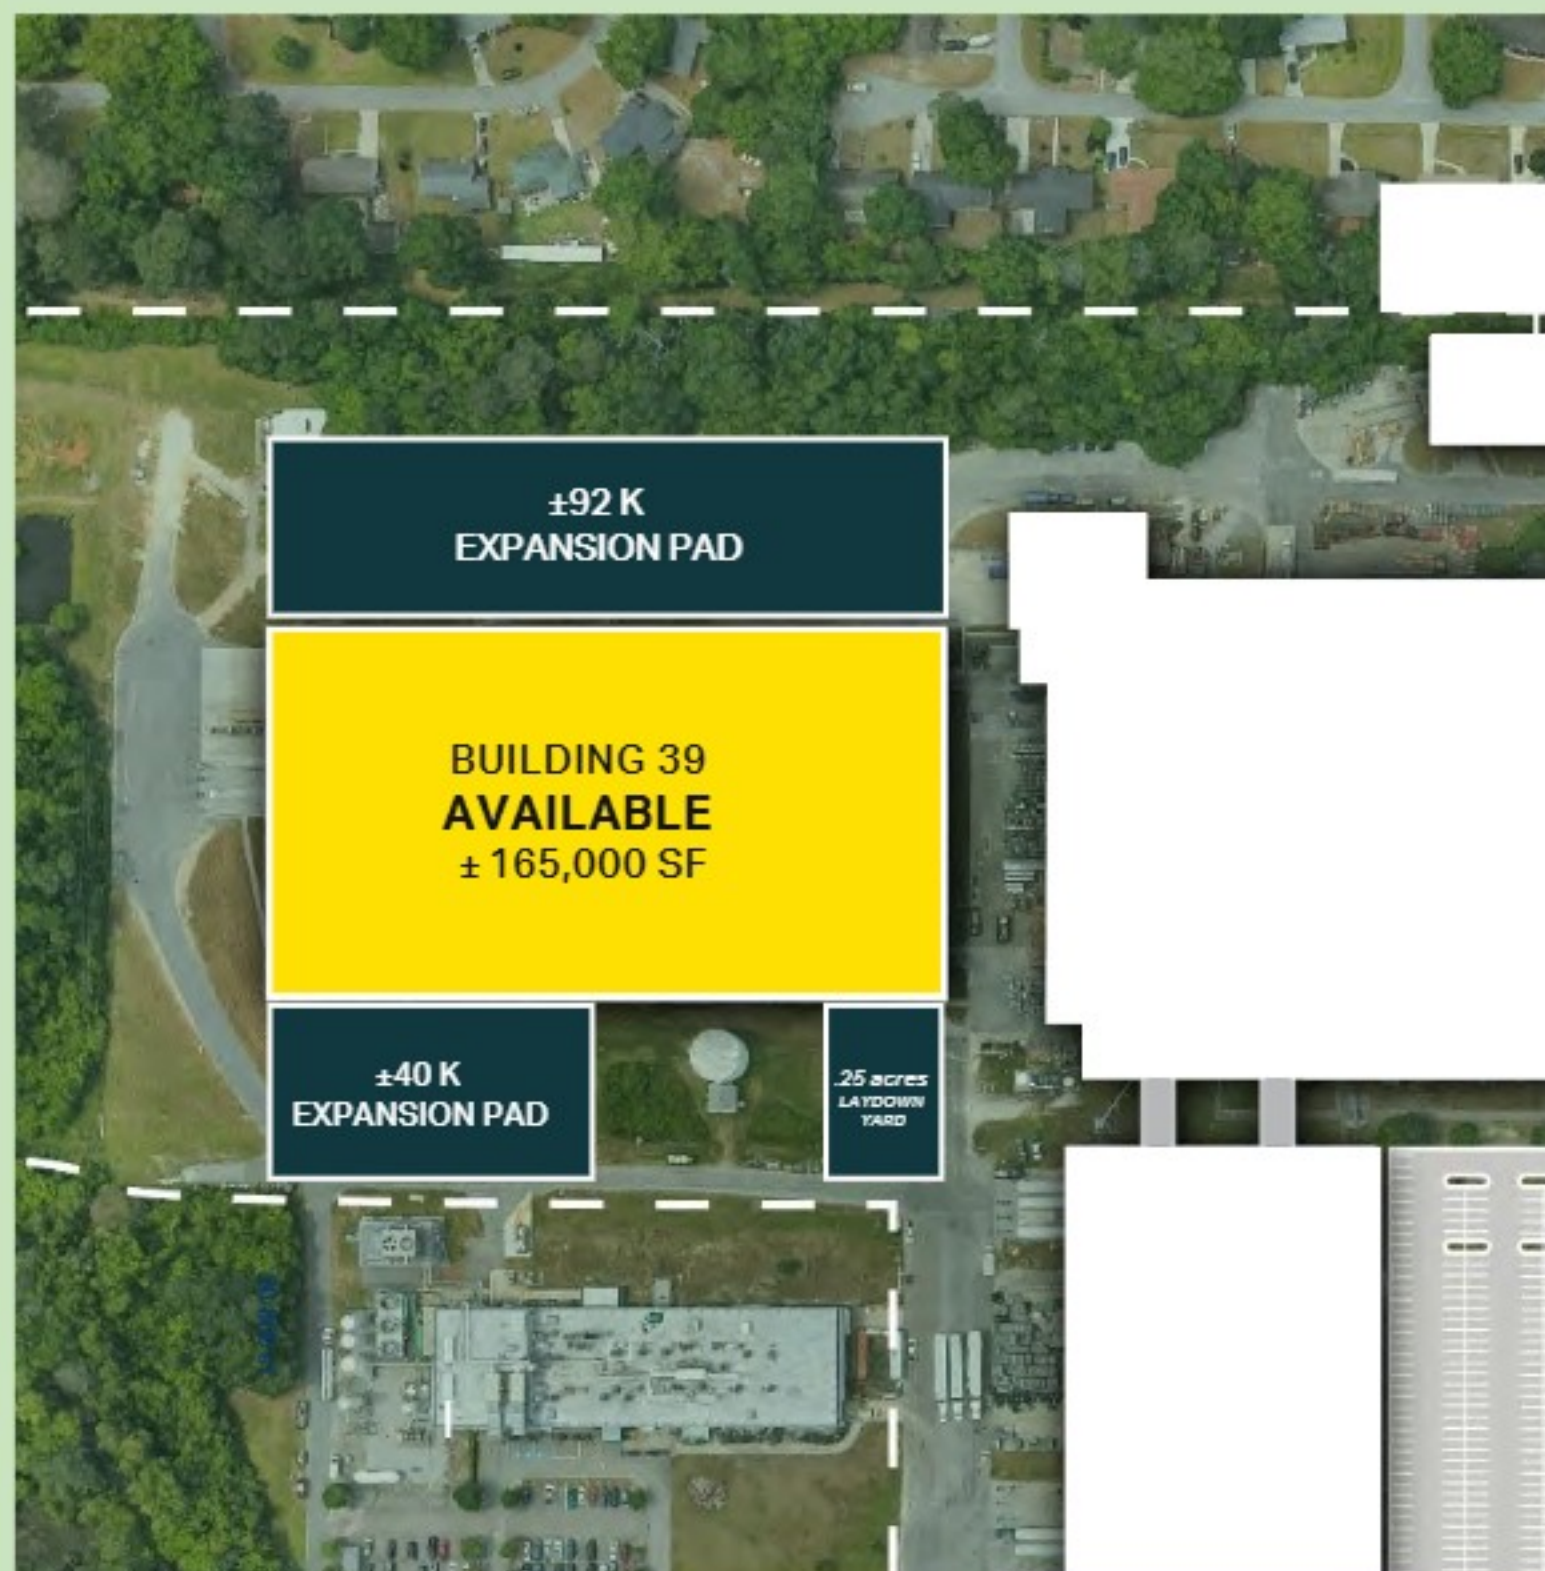 ±92 K
EXPANSION PAD
BUILDING 39
AVAILABLE
± 165,000 SF
±40 K
EXPANSION PAD
.25 acres
LAYDOWN
YARD